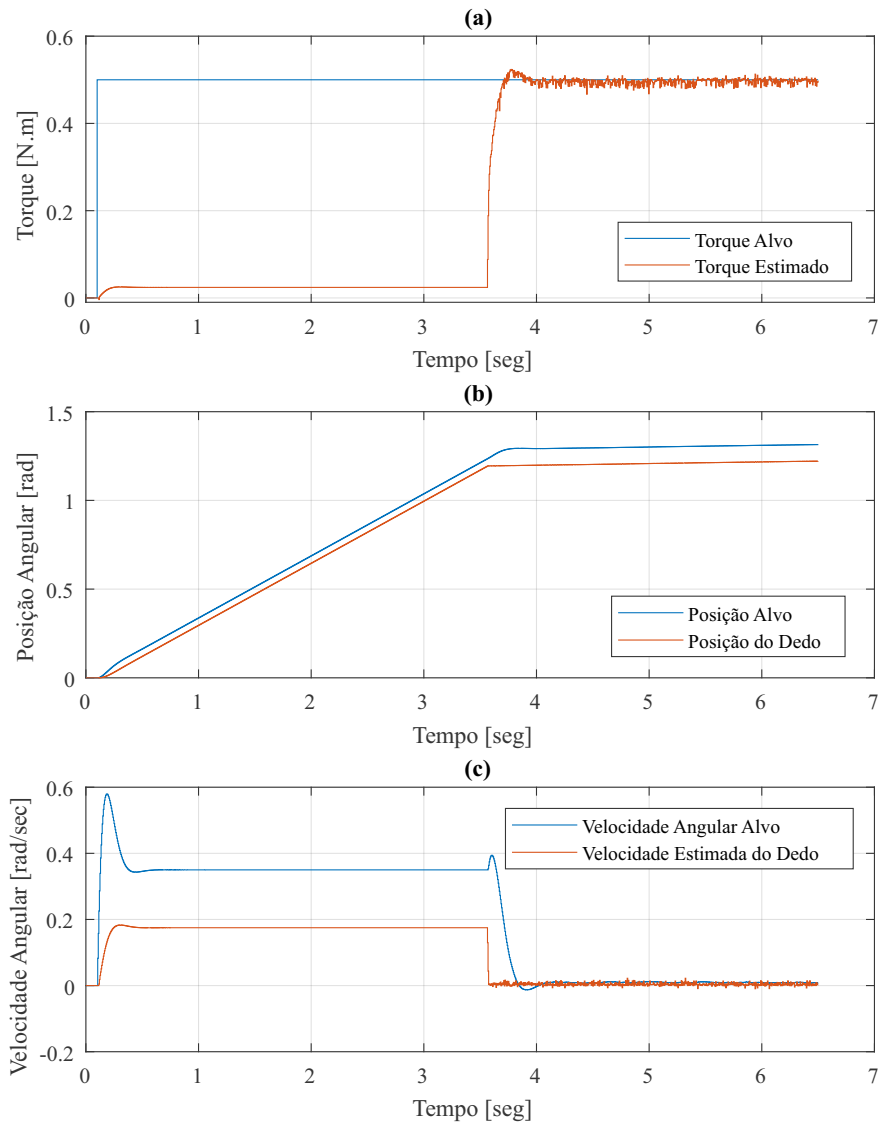 (a)
Torque [N.m]
0.6
0.4
0.2
0
0 1 2 3 4 5 6 7
Tempo [seg]
Torque Alvo
Torque Estimado
(b)
Posição Angular [rad]
1.5
1
0.5
0
0 1 2 3 4 5 6 7
Tempo [seg]
Posição Alvo
Posição do Dedo
(c)
Velocidade Angular [rad/sec]
0.6
0.4
0.2
0
-0.2
0 1 2 3 4 5 6 7
Tempo [seg]
Velocidade Angular Alvo
Velocidade Estimada do Dedo